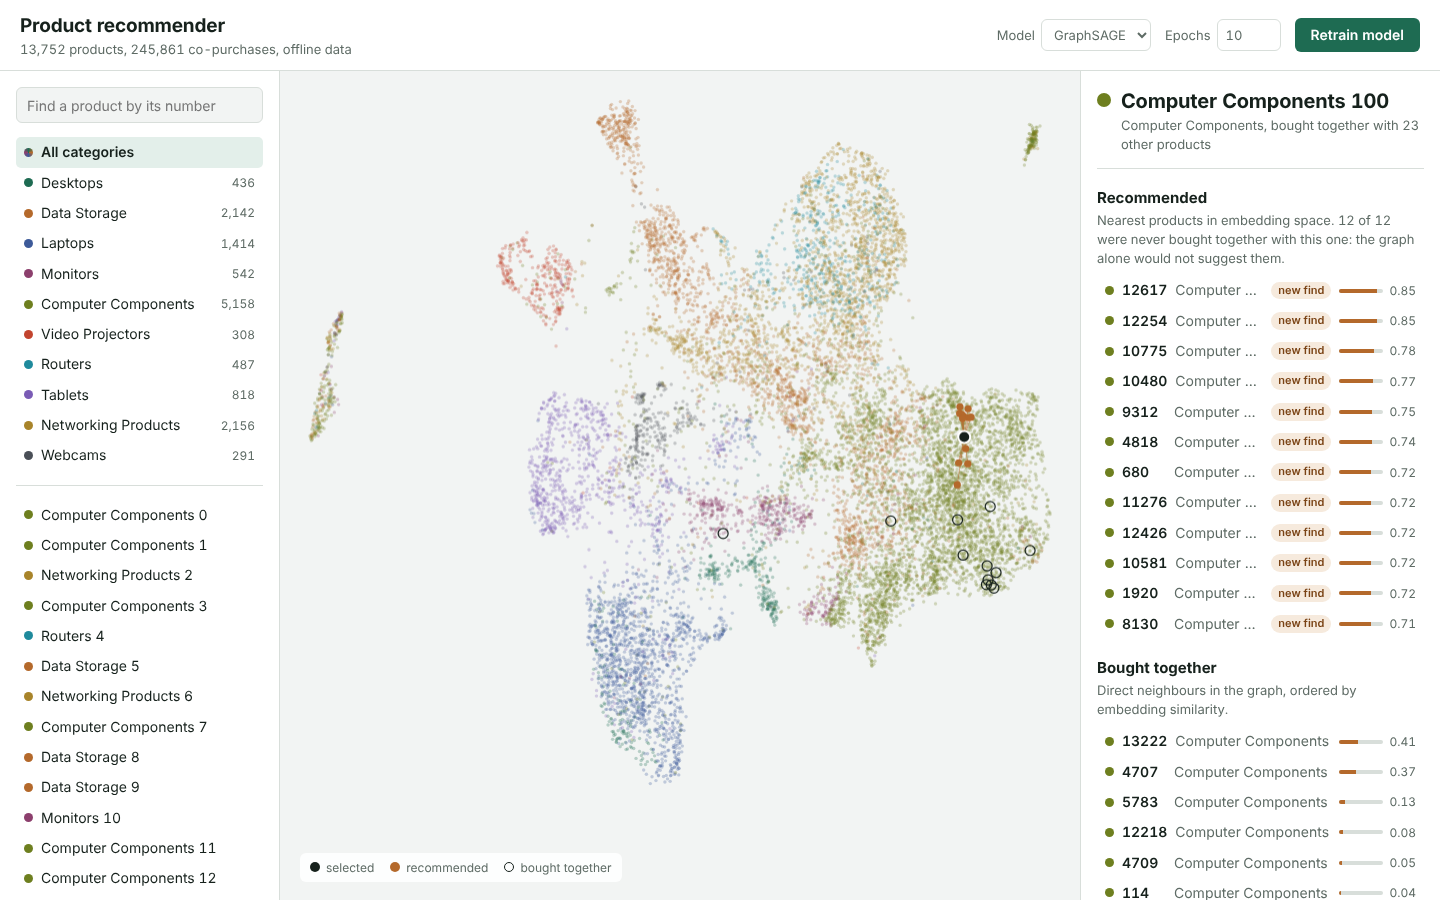 Product recommender
13,752 products, 245,861 co-purchases, offline data
Model GraphSAGE Epochs 10 Retrain model
Find a product by its number
All categories
Desktops 436
Data Storage 2,142
Laptops 1,414
Monitors 542
Computer Components 5,158
Video Projectors 308
Routers 487
Tablets 818
Networking Products 2,156
Webcams 291
Computer Components 0
Computer Components 1
Networking Products 2
Computer Components 3
Routers 4
Data Storage 5
Networking Products 6
Computer Components 7
Data Storage 8
Data Storage 9
Monitors 10
Computer Components 11
Computer Components 12
selected recommended bought together
Computer Components 100
Computer Components, bought together with 23
other products
Recommended
Nearest products in embedding space. 12 of 12
were never bought together with this one: the graph
alone would not suggest them.
12617 Computer ... new find 0.85
12254 Computer ... new find 0.85
10775 Computer ... new find 0.78
10480 Computer ... new find 0.77
9312 Computer ... new find 0.75
4818 Computer ... new find 0.74
680 Computer ... new find 0.72
11276 Computer ... new find 0.72
12426 Computer ... new find 0.72
10581 Computer ... new find 0.72
1920 Computer ... new find 0.72
8130 Computer ... new find 0.71
Bought together
Direct neighbours in the graph, ordered by
embedding similarity.
13222 Computer Components 0.41
4707 Computer Components 0.37
5783 Computer Components 0.13
12218 Computer Components 0.08
4709 Computer Components 0.05
114 Computer Components 0.04